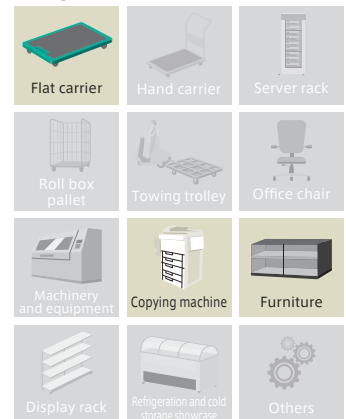 Flat carrier
Hand carrier
Server rack
Roll box
pallet
Towing trolley
Office chair
Machinery
and equipment
Copying machine
Furniture
Display rack
Refrigeration and cold
storage showcase
Others